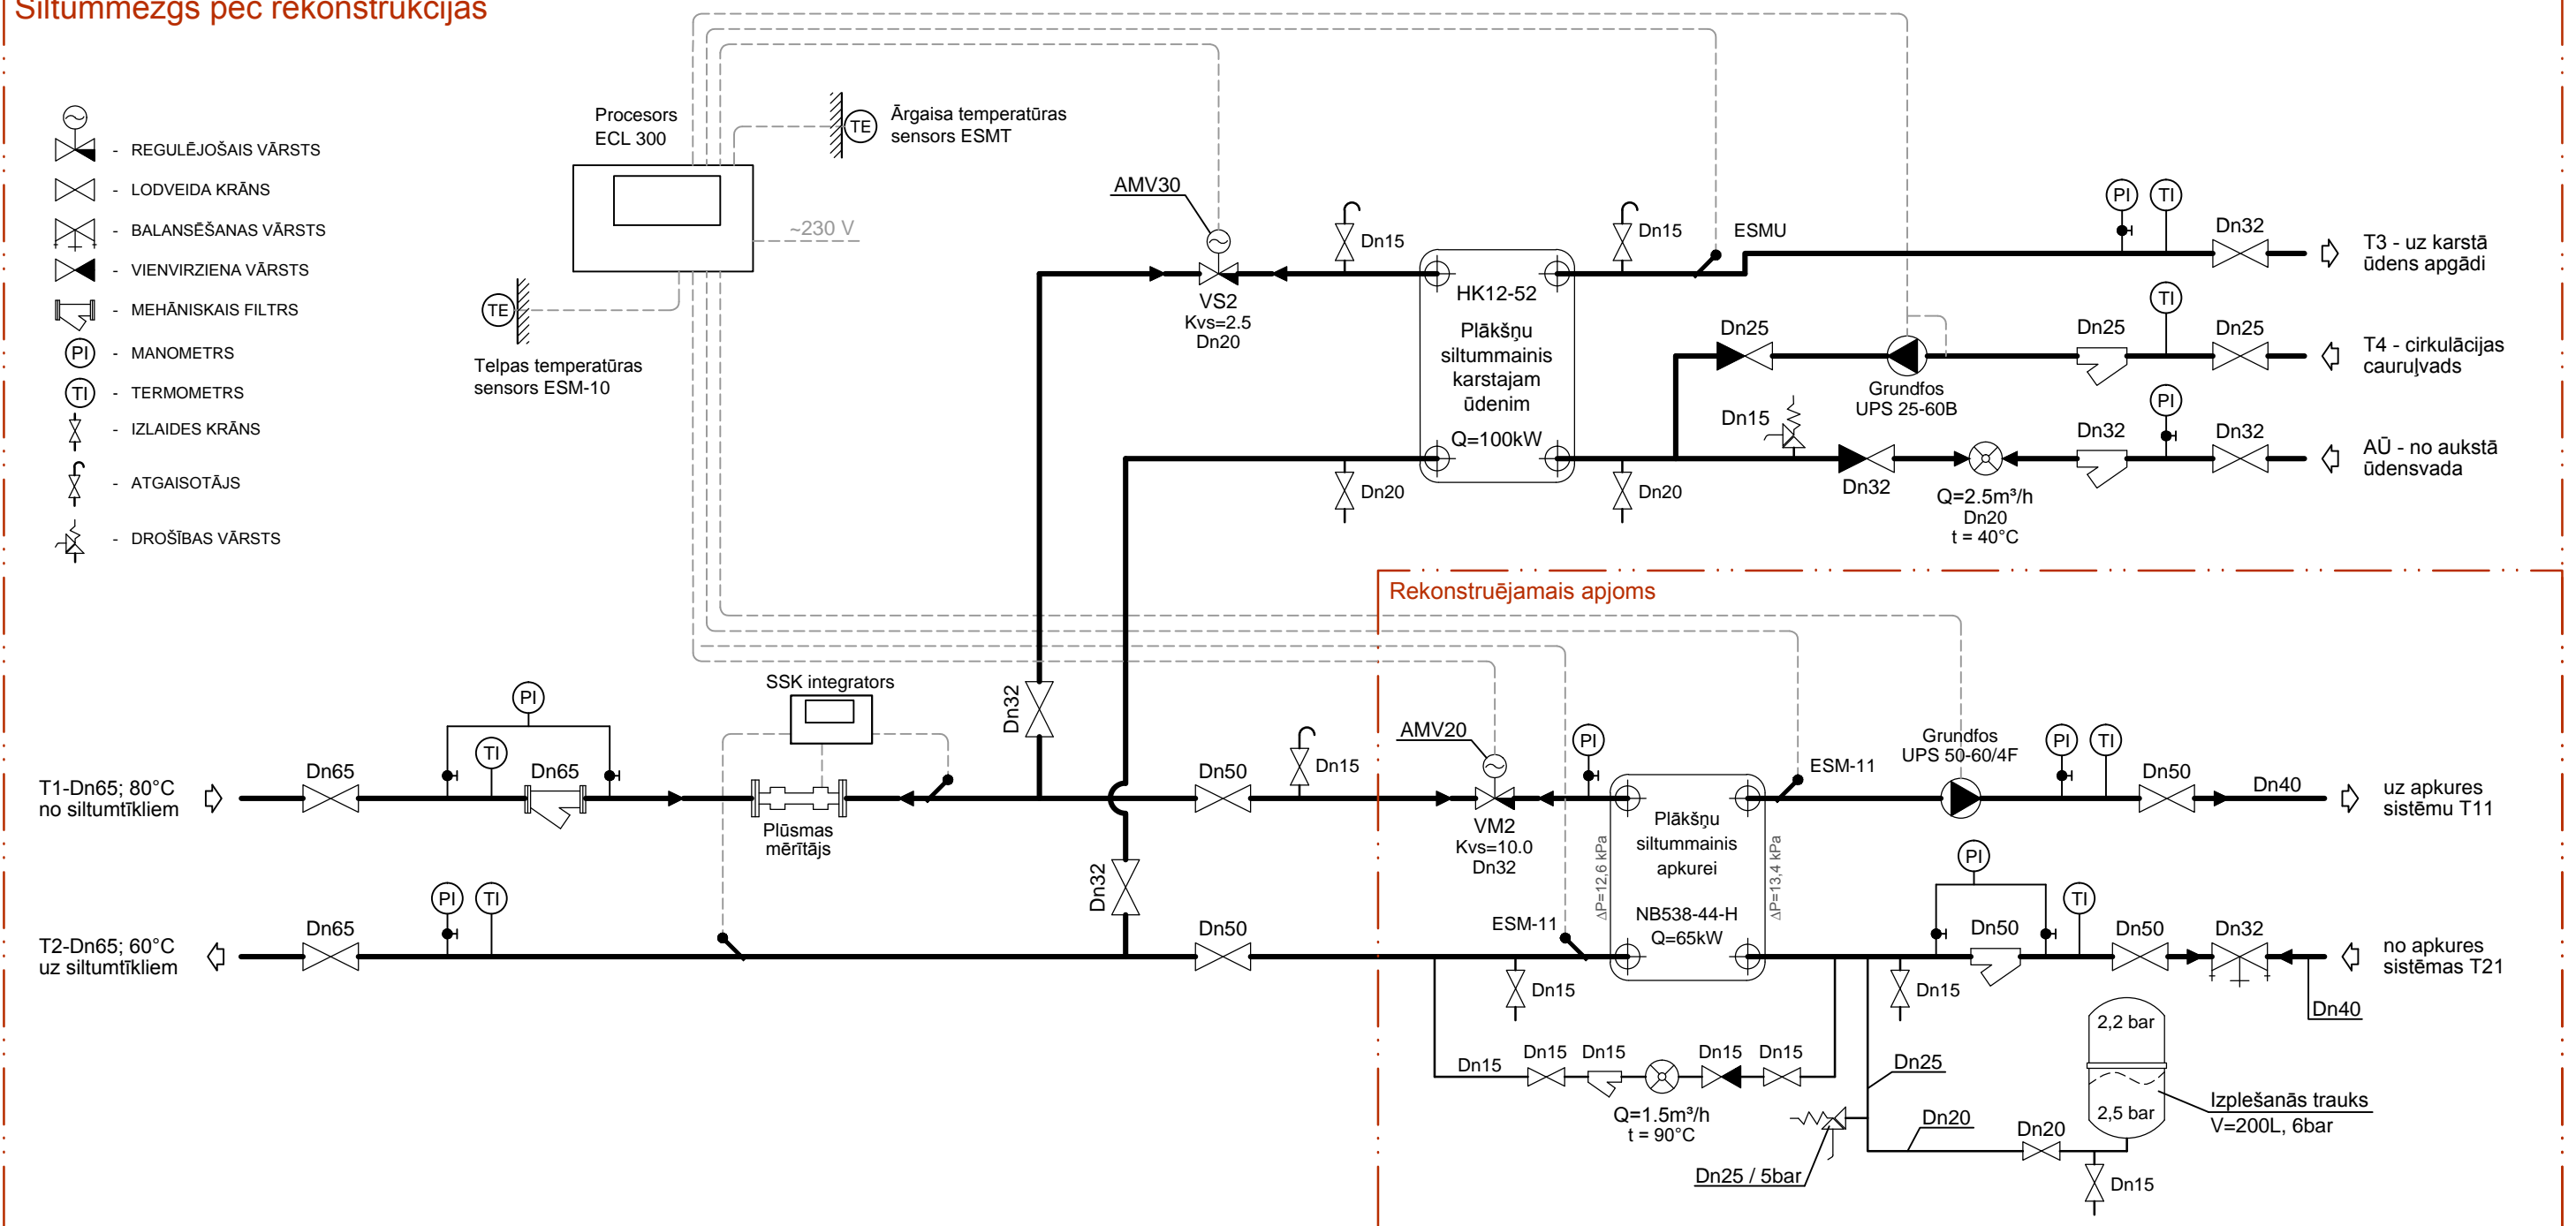 Siltummezgs pēc rekonstrukcijas
- REGULĒJOŠAIS VĀRSTS
- LODVEIDA KRĀNS
- BALANSĒŠANAS VĀRSTS
- VIENVIRZIENA VĀRSTS
- MEHĀNISKAIS FILTRS
PI - MANOMETRS
TI - TERMOMETRS
- IZLAIDES KRĀNS
- ATGAISOTĀJS
- DROŠĪBAS VĀRSTS
Procesors
ECL 300
~230 V
TE
Ārgaisa temperatūras
sensors ESMT
TE
Telpas temperatūras
sensors ESM-10
AMV30
VS2
Kvs=2.5
Dn20
Dn15
Dn15
ESMU
HK12-52
Plākšņu
siltummainis
karstajam
ūdenim
Q=100kW
Dn20
Dn20
PI
TI
Dn32
T3 - uz karstā
ūdens apgādi
Dn25
Grundfos
UPS 25-60B
Dn25
TI
Dn25
T4 - cirkulācijas
cauruļvads
Dn15
Dn32
Q=2.5m³/h
Dn20
t = 40°C
Dn32
PI
Dn32
AŪ - no aukstā
ūdensvada
Rekonstruējamais apjoms
T1-Dn65; 80°C
no siltumtīkliem
Dn65
PI
TI
Dn65
SSK integrators
Plūsmas
mērītājs
Dn32
Dn50
Dn15
AMV20
VM2
Kvs=10.0
Dn32
PI
ΔP=12,6 kPa
Plākšņu
siltummainis
apkurei
NB538-44-H
Q=65kW
ΔP=13,4 kPa
ESM-11
Grundfos
UPS 50-60/4F
PI
TI
Dn50
Dn40
uz apkures
sistēmu T11
T2-Dn65; 60°C
uz siltumtīkliem
Dn65
PI
TI
Dn32
Dn50
ESM-11
Dn15
Dn15
PI
Dn50
TI
Dn50
Dn32
Dn40
no apkures
sistēmas T21
Dn15
Dn15
Dn15
Dn15
Dn15
Q=1.5m³/h
t = 90°C
Dn25
Dn25 / 5bar
Dn20
Dn20
Dn15
2,2 bar
2,5 bar
Izplešanās trauks
V=200L, 6bar